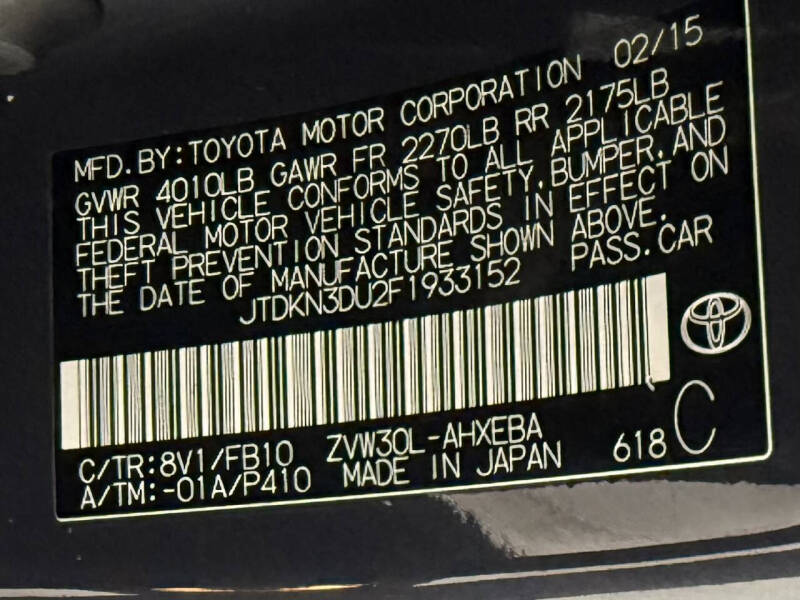 MFD. BY: TOYOTA MOTOR CORPORATION 02/15
GVWR 4010LB GAWR FR 2270LB RR 2175LB
THIS VEHICLE CONFORMS TO ALL APPLICABLE
FEDERAL MOTOR VEHICLE SAFETY, BUMPER, AND
THEFT PREVENTION STANDARDS IN EFFECT ON
THE DATE OF MANUFACTURE SHOWN ABOVE.
JTDKN3DU2F1933152 PASS. CAR
C/TR: 8V1/FB10 ZVW30L-AHXEBA
A/TM: -01A/P410 MADE IN JAPAN 618 C